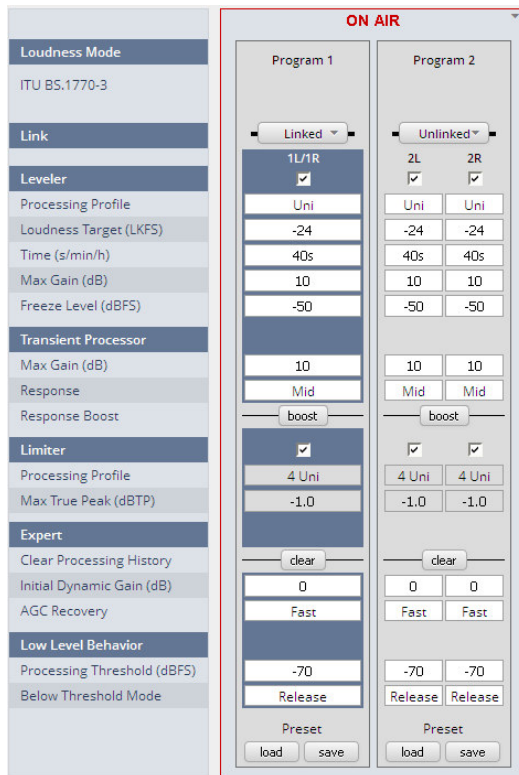 ON AIR
Loudness Mode
Program 1 Program 2
ITU BS.1770-3
Link Linked Unlinked
1L/1R 2L 2R
Leveler
Processing Profile Uni Uni Uni
Loudness Target (LKFS) -24 -24 -24
Time (s/min/h) 40s 40s 40s
Max Gain (dB) 10 10 10
Freeze Level (dBFS) -50 -50 -50
Transient Processor
Max Gain (dB) 10 10 10
Response Mid Mid Mid
Response Boost boost boost
Limiter
Processing Profile 4 Uni 4 Uni 4 Uni
Max True Peak (dBTP) -1.0 -1.0 -1.0
Expert
Clear Processing History clear clear
Initial Dynamic Gain (dB) 0 0 0
AGC Recovery Fast Fast Fast
Low Level Behavior
Processing Threshold (dBFS) -70 -70 -70
Below Threshold Mode Release Release Release
Preset Preset
load save load save